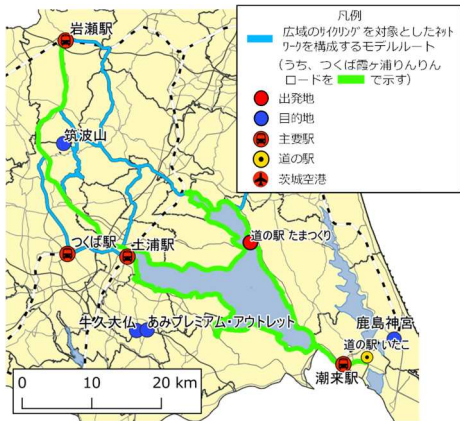 凡例
広域のサイクリングを対象としたネット
ワークを構成するモデルルート
(うち、つくば霞ヶ浦りんりん
ロードを で示す)
出発地
目的地
主要駅
道の駅
茨城空港
岩瀬駅
筑波山
つくば駅
土浦駅
道の駅 たまつくり
牛久大仏
あみプレミアム・アウトレット
鹿島神宮
道の駅 いたこ
潮来駅
0 10 20 km